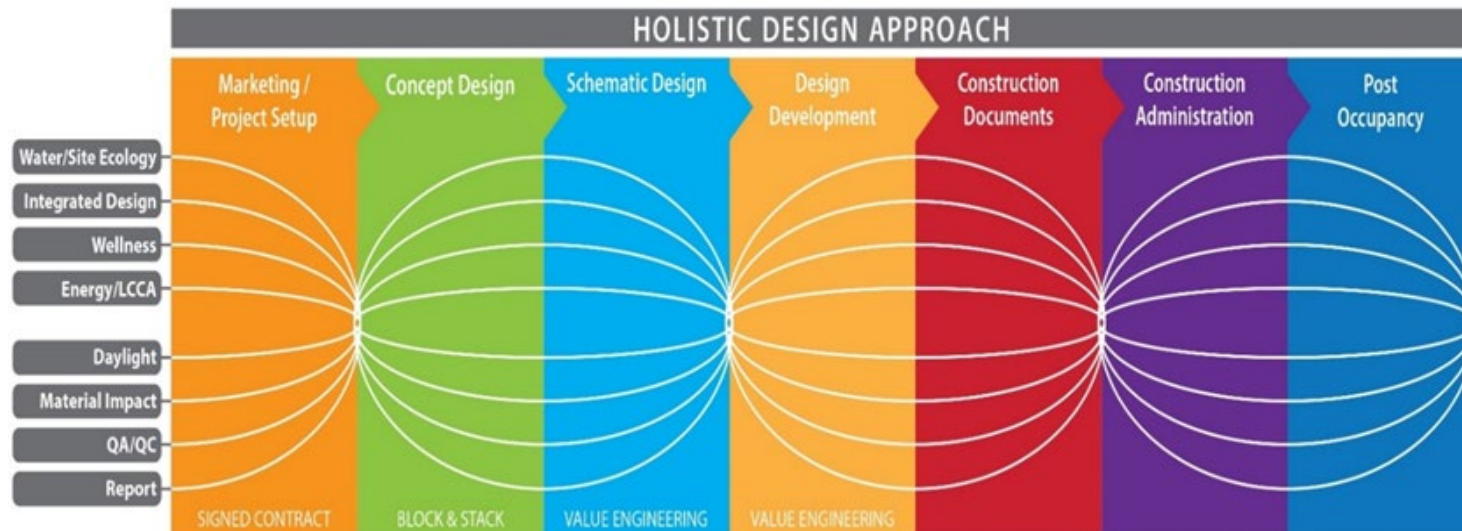 HOLISTIC DESIGN APPROACH
Marketing /
Project Setup
Concept Design
Schematic Design
Design
Development
Construction
Documents
Construction
Administration
Post
Occupancy
Water/Site Ecology
Integrated Design
Wellness
Energy/LCCA
Daylight
Material Impact
QA/QC
Report
SIGNED CONTRACT
BLOCK & STACK
VALUE ENGINEERING
VALUE ENGINEERING